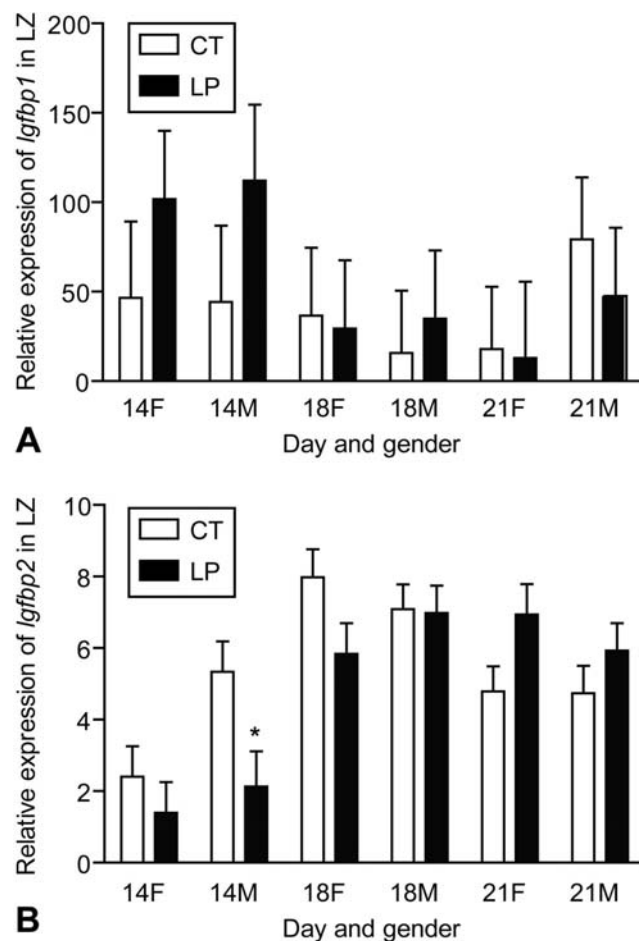 Relative expression of Igfbp1 in LZ
200
150
100
50
0
CT
LP
14F 14M 18F 18M 21F 21M
Day and gender
A
Relative expression of Igfbp2 in LZ
10
8
6
4
2
0
CT
LP
*
14F 14M 18F 18M 21F 21M
Day and gender
B